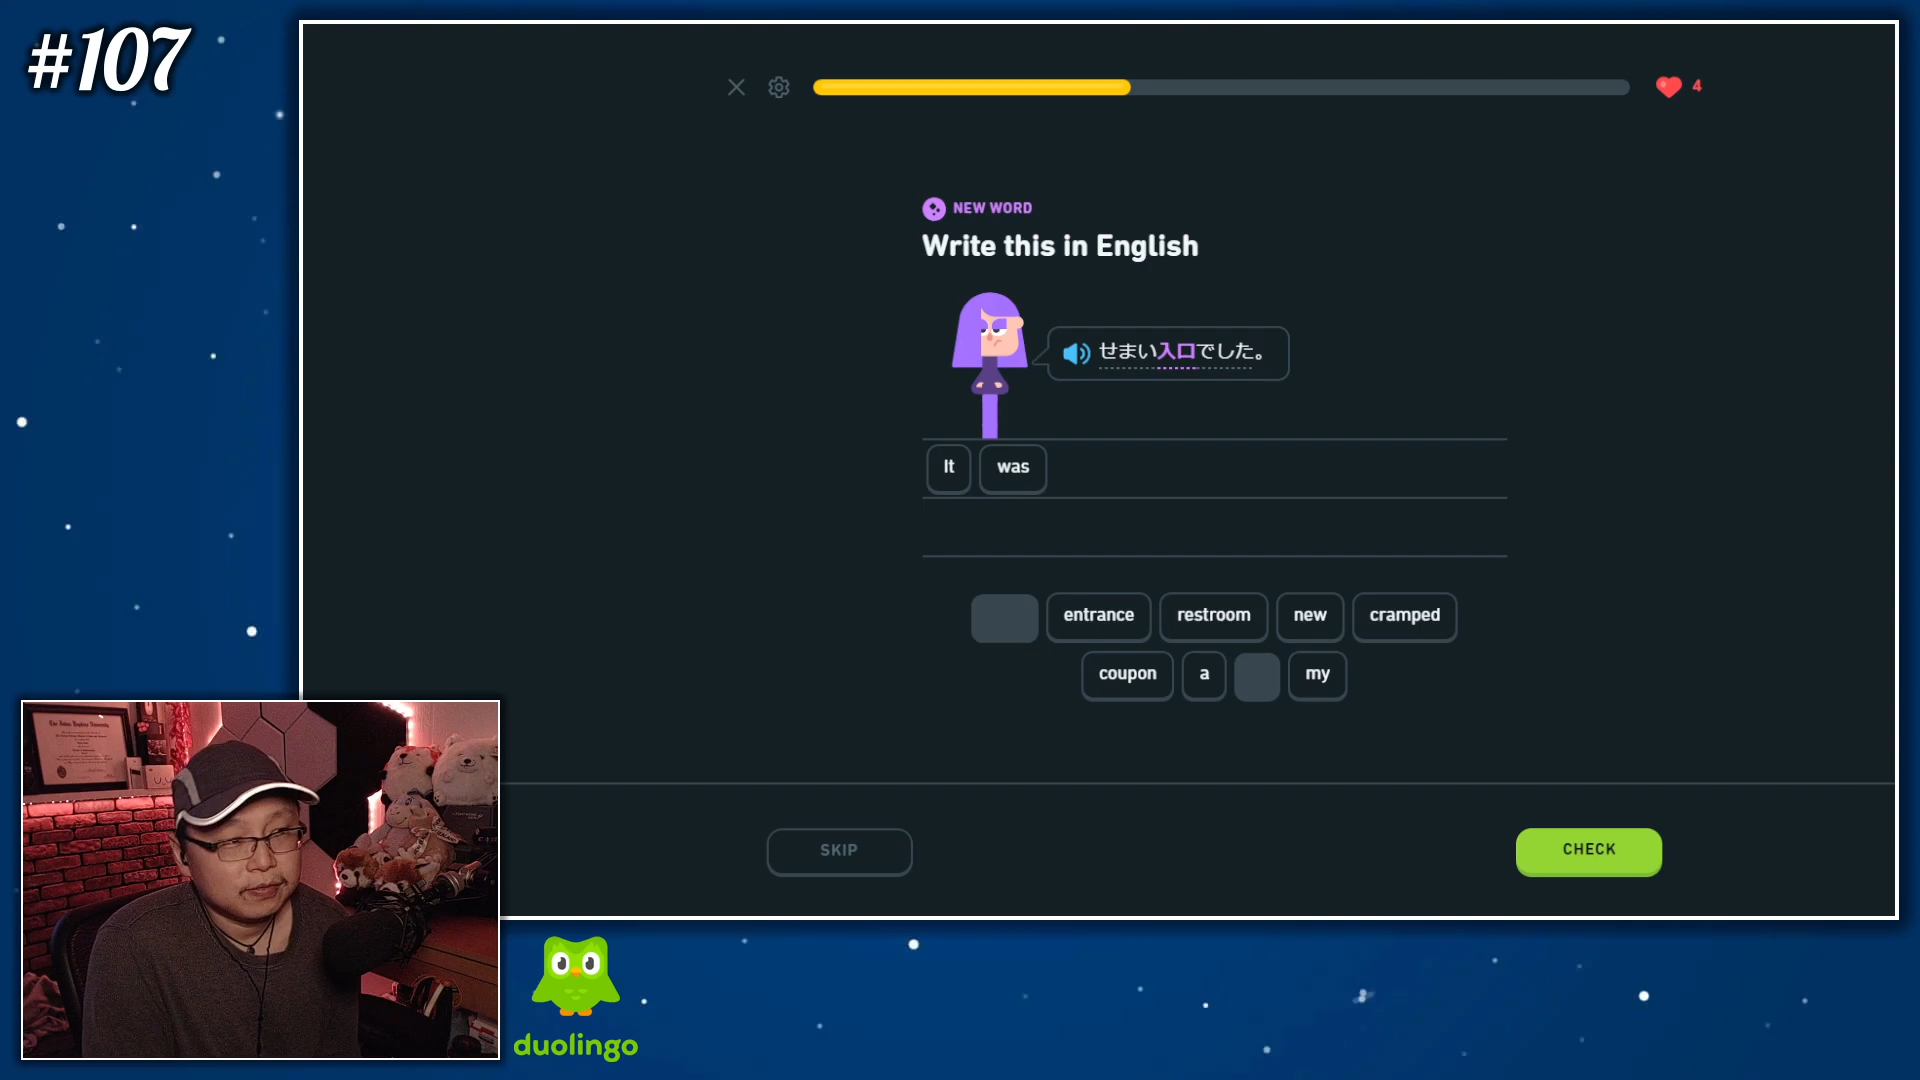 #107
4
NEW WORD
Write this in English
せまい入口でした。
It was
entrance restroom new cramped
coupon a my
SKIP
CHECK
duolingo